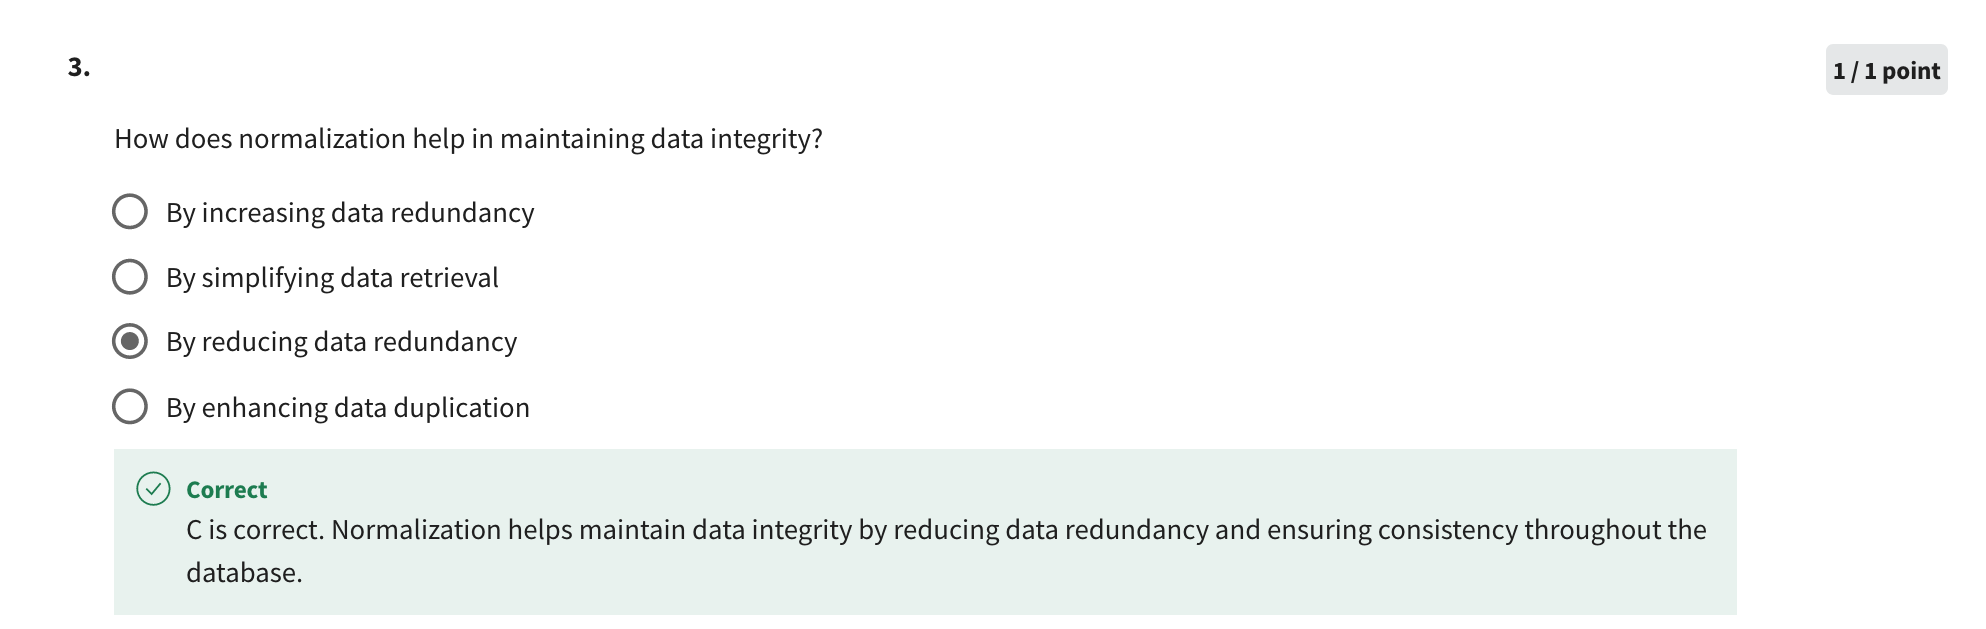 3.
1 / 1 point
How does normalization help in maintaining data integrity?
By increasing data redundancy
By simplifying data retrieval
By reducing data redundancy
By enhancing data duplication
Correct
C is correct. Normalization helps maintain data integrity by reducing data redundancy and ensuring consistency throughout the
database.